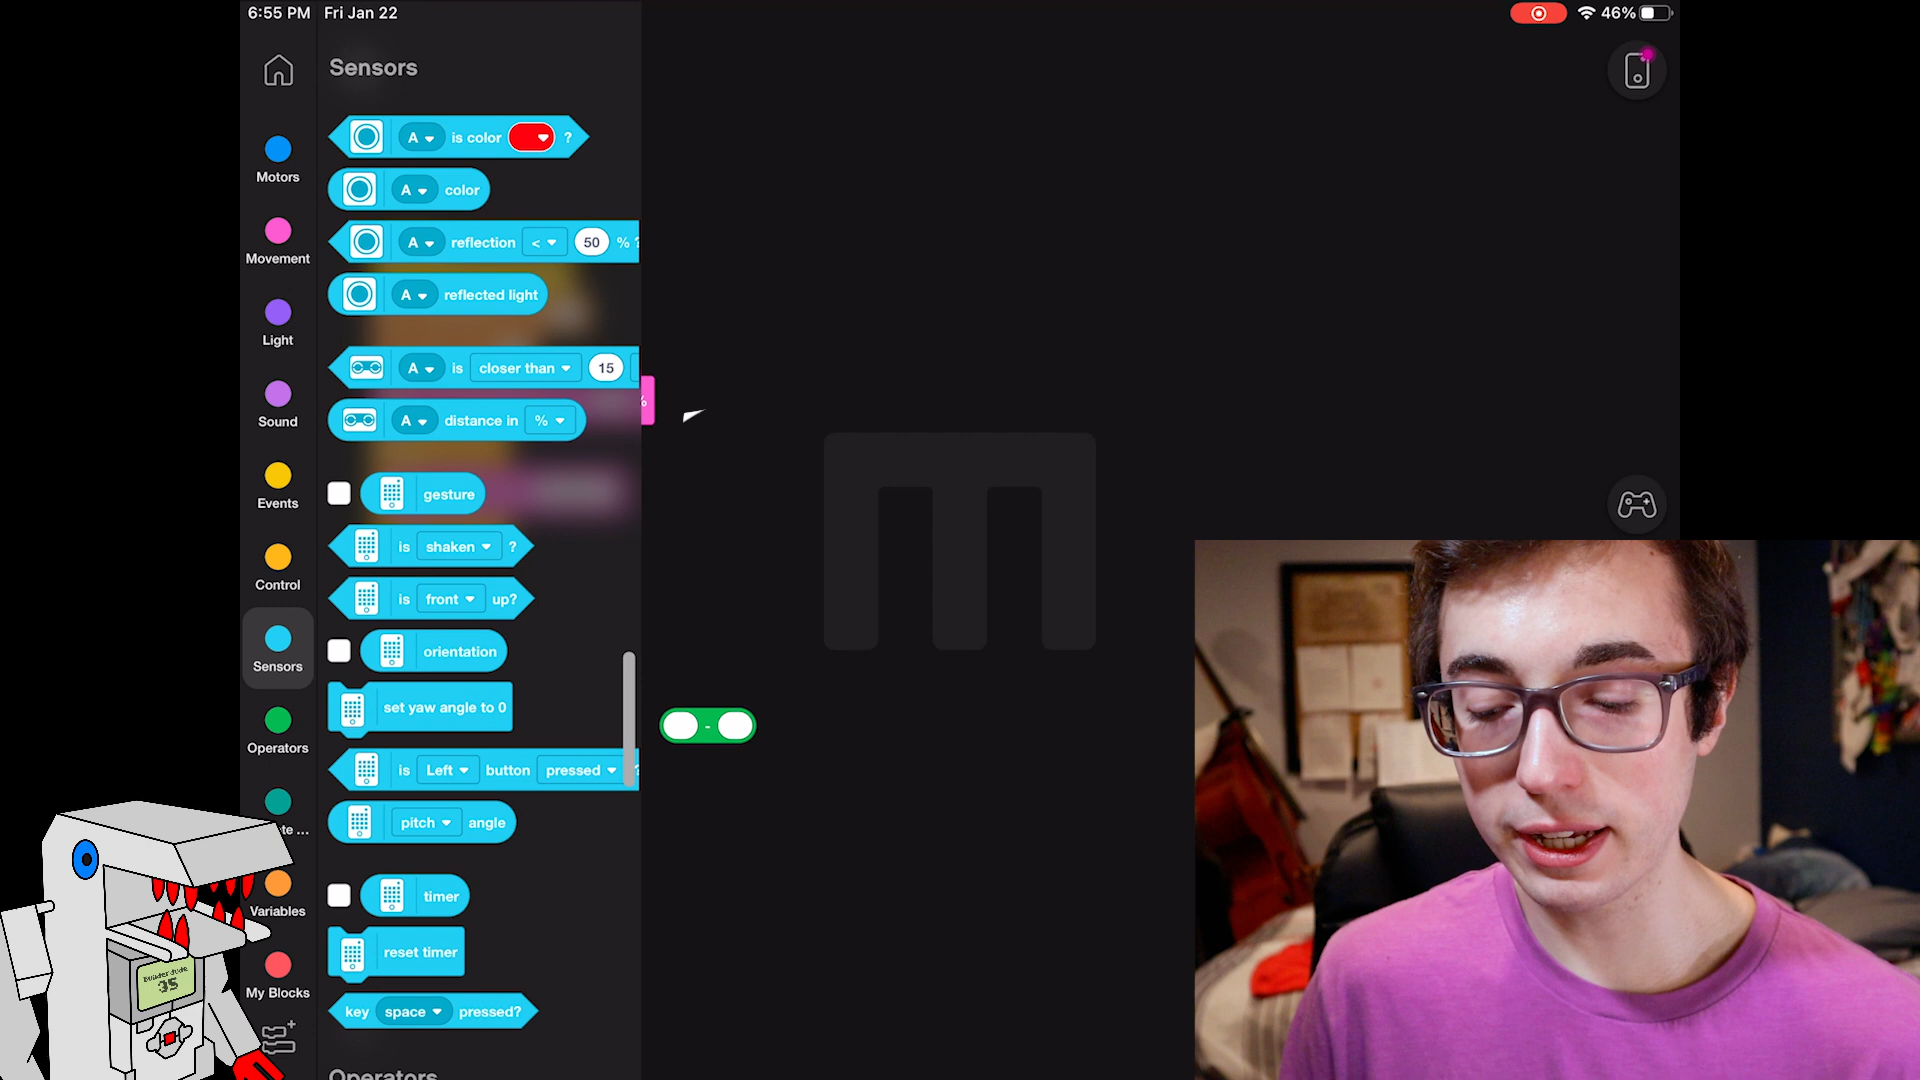 6:55 PM Fri Jan 22
46%
Sensors
Motors
Movement
Light
Sound
Events
Control
Sensors
Operators
te ...
Variables
My Blocks
A is color ?
A color
A reflection < 50 % ?
A reflected light
A is closer than 15
A distance in %
gesture
is shaken ?
is front up?
orientation
set yaw angle to 0
is Left button pressed ?
pitch angle
timer
reset timer
key space pressed?
Operators
%
-
Builder dude
35